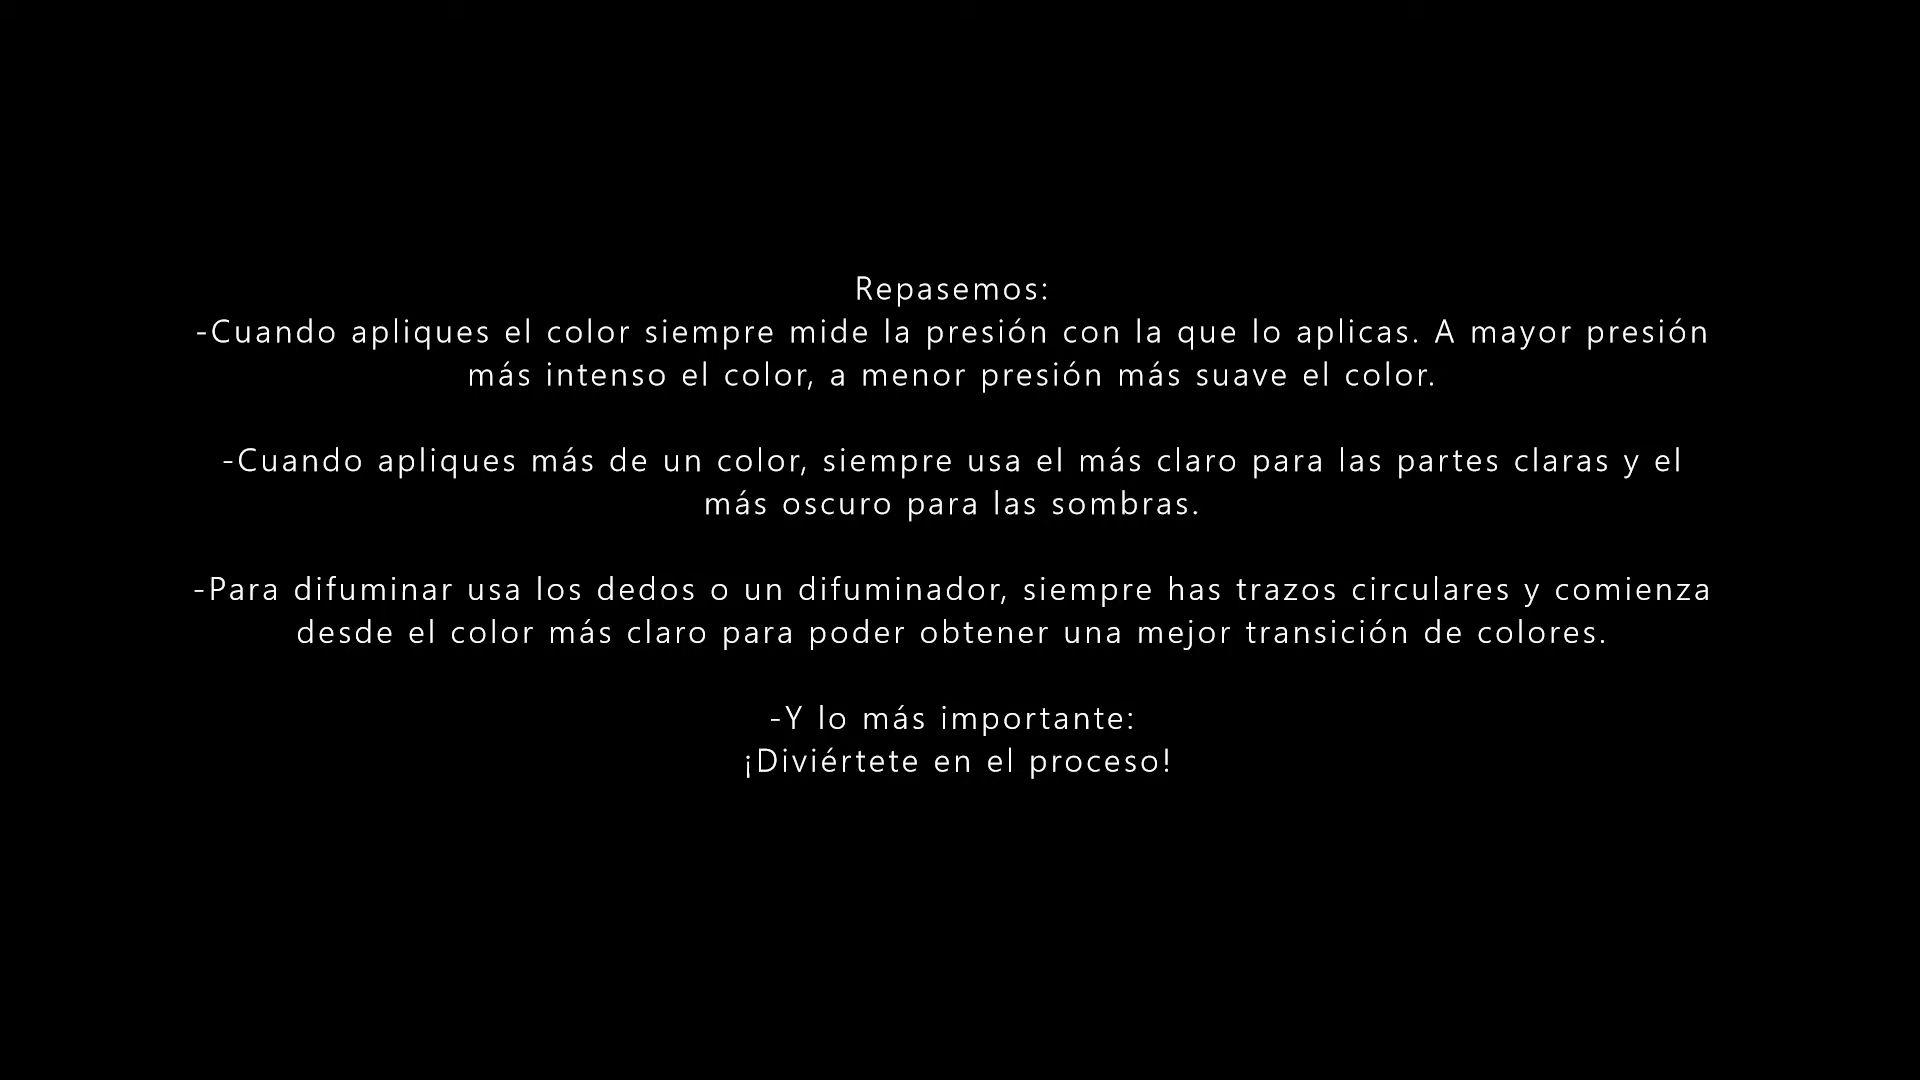 Repasemos:
-Cuando apliques el color siempre mide la presión con la que lo aplicas. A mayor presión
más intenso el color, a menor presión más suave el color.
-Cuando apliques más de un color, siempre usa el más claro para las partes claras y el
más oscuro para las sombras.
-Para difuminar usa los dedos o un difuminador, siempre has trazos circulares y comienza
desde el color más claro para poder obtener una mejor transición de colores.
-Y lo más importante:
¡Diviértete en el proceso!